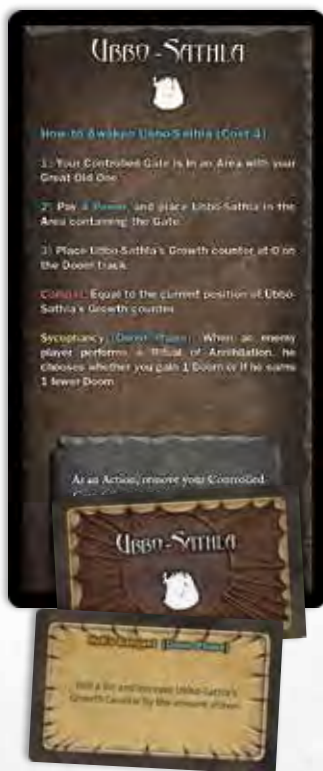 UBBO-SATHLA
How to Awaken Ubbo-Sathla (Cost 4)
1) Your Controlled Gate is in an Area with your
Great Old One.
2) Pay 4 Power, and place Ubbo-Sathla in the
Area containing the Gate.
3) Place Ubbo-Sathla's Growth counter at 0 on
the Doom track.
Combat: Equal to the current position of Ubbo-
Sathla's Growth counter.
Sycophancy (Doom Phase): When an enemy
player performs a Ritual of Annihilation, he
chooses whether you gain 1 Doom or if he earns
1 fewer Doom.
As an Action, remove your Controlled
UBBO-SATHLA
(Doom Phase)
Roll a die and increase Ubbo-Sathla's
Growth Counter by the amount shown.